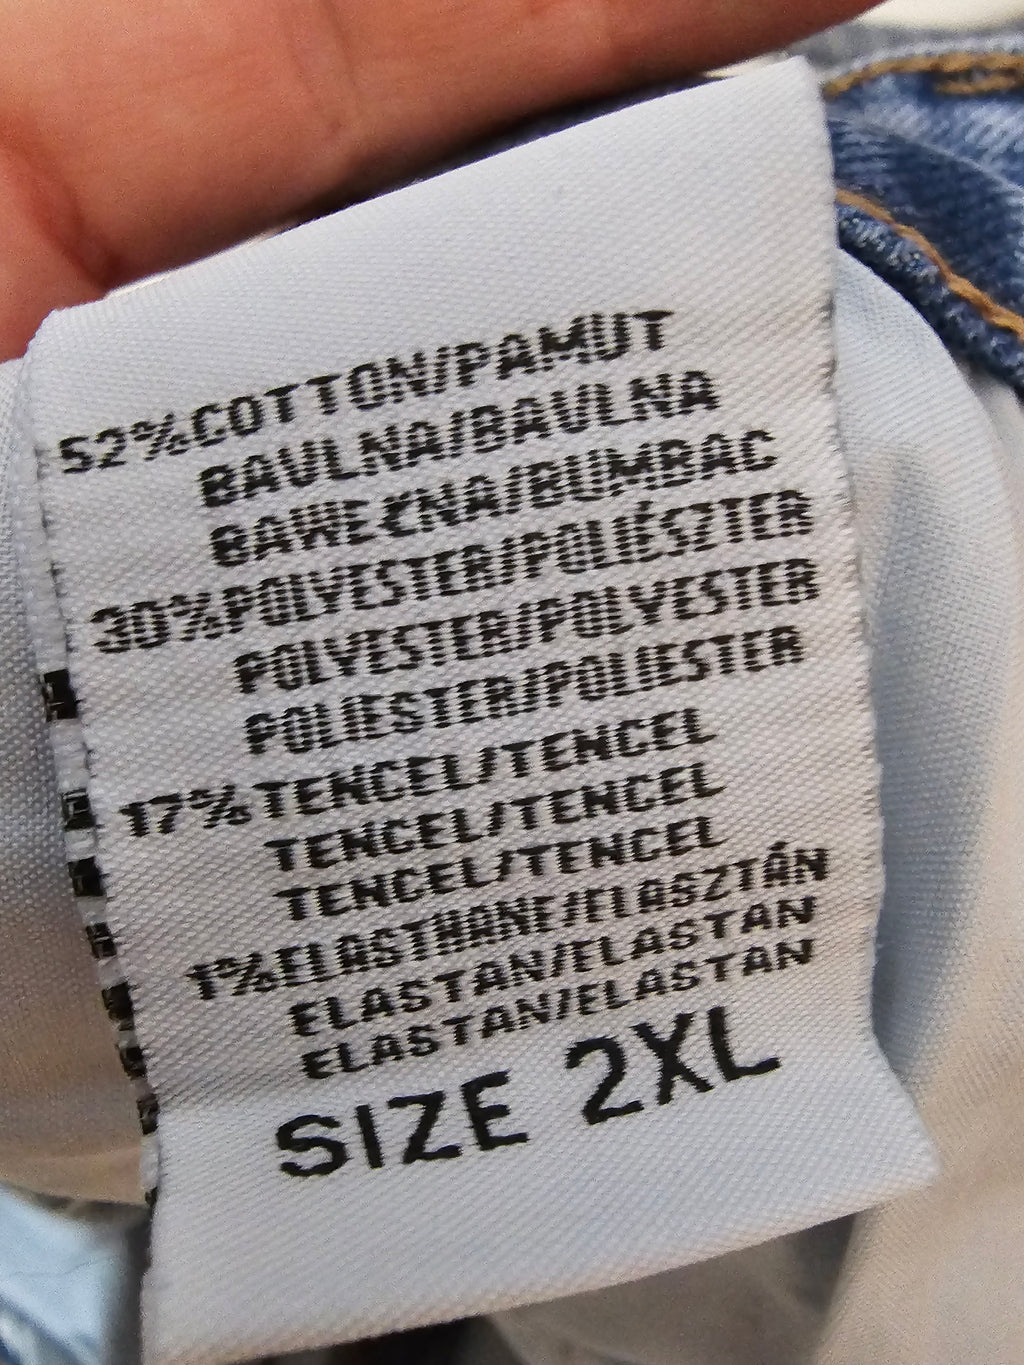 52%COTTON/PAMUT
BAVLNA/BAVLNA
BAWEŁNA/BUMBAC
30%POLYESTER/POLIÉSZTER
POLYESTER/POLYESTER
POLIESTER/POLIESTER
17%TENCEL/TENCEL
TENCEL/TENCEL
TENCEL/TENCEL
1%ELASTHANE/ELASZTÁN
ELASTAN/ELASTAN
ELASTAN/ELASTAN
SIZE 2XL